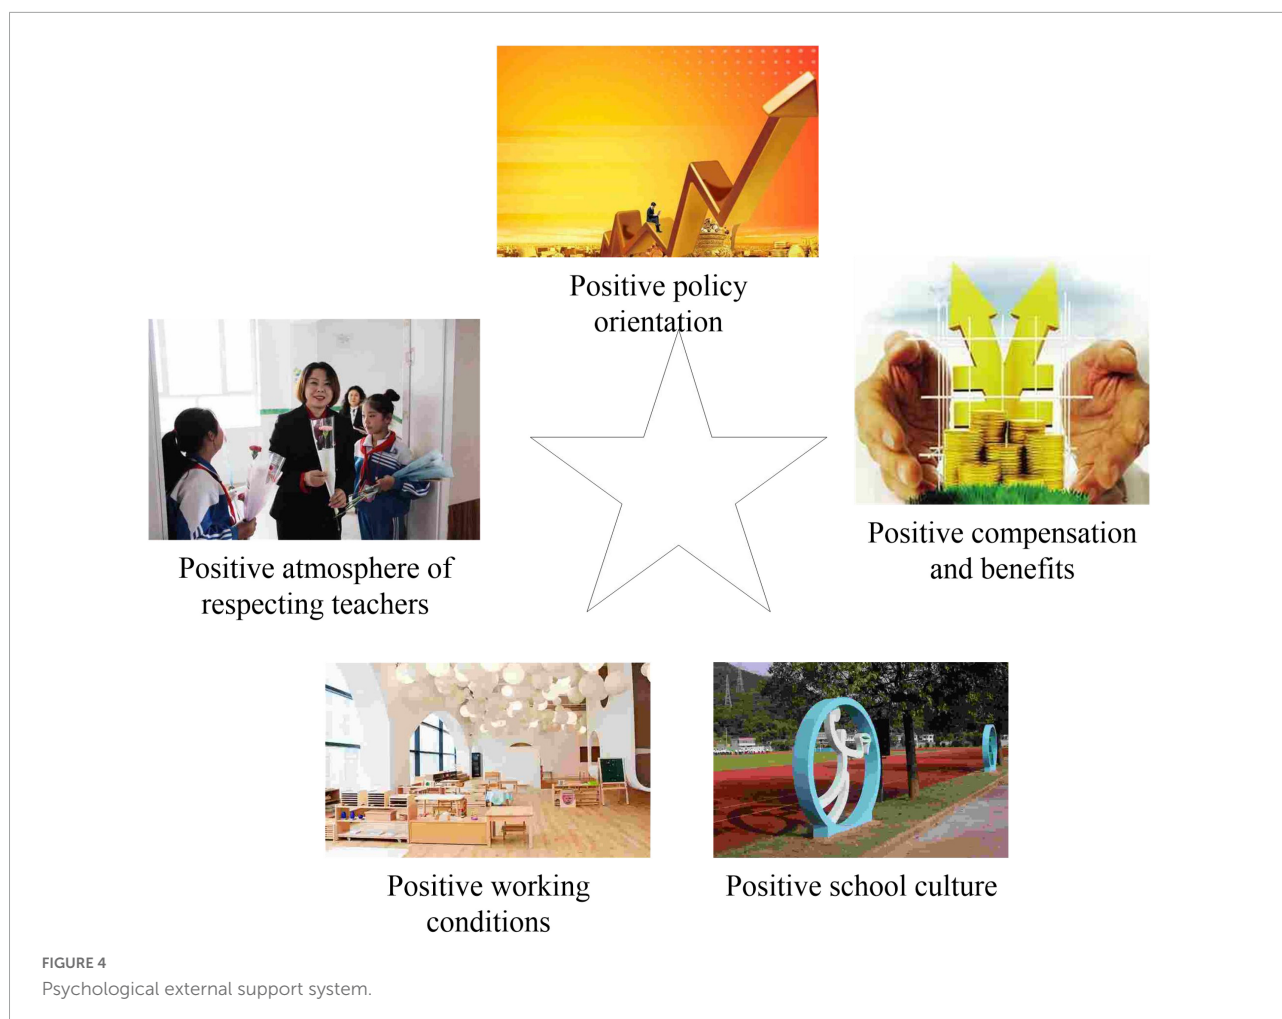 Positive policy
orientation
Positive compensation
and benefits
Positive atmosphere of
respecting teachers
Positive working
conditions
Positive school culture
FIGURE 4
Psychological external support system.